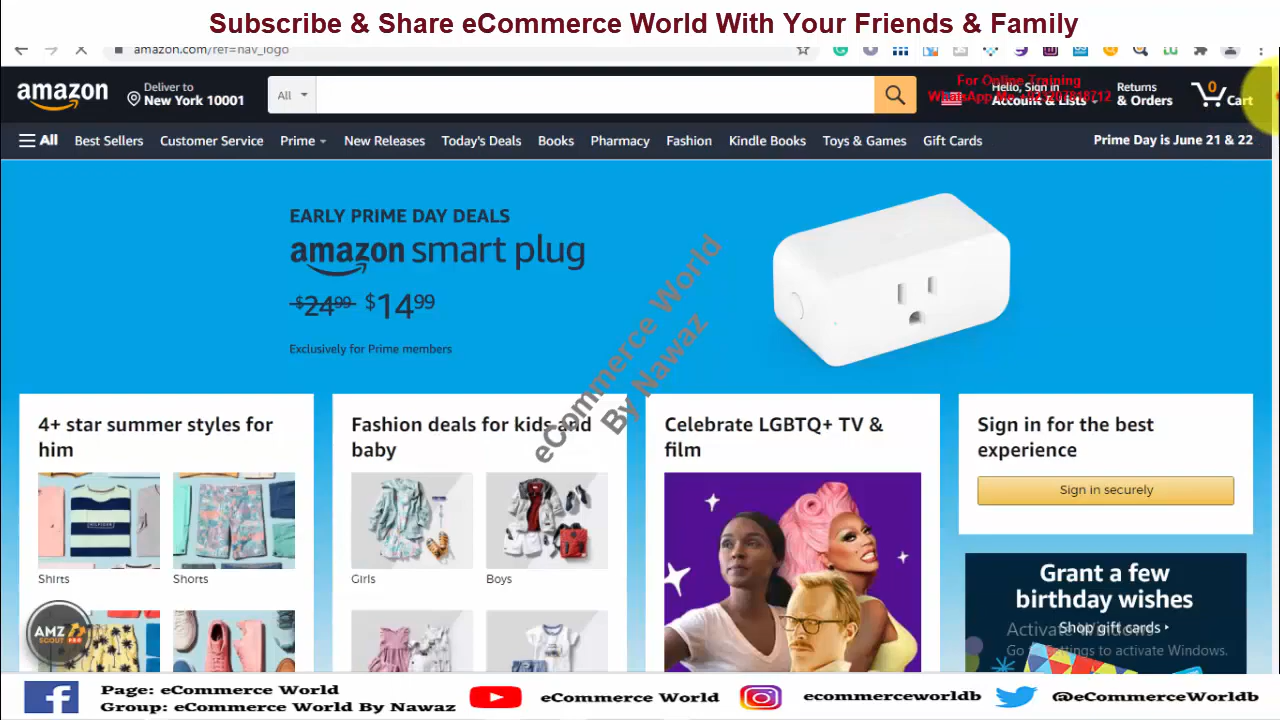 Subscribe & Share eCommerce World With Your Friends & Family
amazon.com/ref=nav_logo
amazon
Deliver to
New York 10001
All
For Online Training
Hello, Sign in
Account & Lists
Returns
& Orders
0
Cart
All
Best Sellers
Customer Service
Prime
New Releases
Today's Deals
Books
Pharmacy
Fashion
Kindle Books
Toys & Games
Gift Cards
Prime Day is June 21 & 22
EARLY PRIME DAY DEALS
amazon smart plug
$24.99 $14.99
Exclusively for Prime members
eCommerce World
By Nawaz
4+ star summer styles for
him
Shirts
Shorts
Fashion deals for kids and
baby
Girls
Boys
Celebrate LGBTQ+ TV &
film
Sign in for the best
experience
Sign in securely
Grant a few
birthday wishes
Shop gift cards
Activate Windows
Go to Settings to activate Windows.
AMZ
SCOUT PRO
Page: eCommerce World
Group: eCommerce World By Nawaz
eCommerce World
ecommerceworldb
@eCommerceWorldb